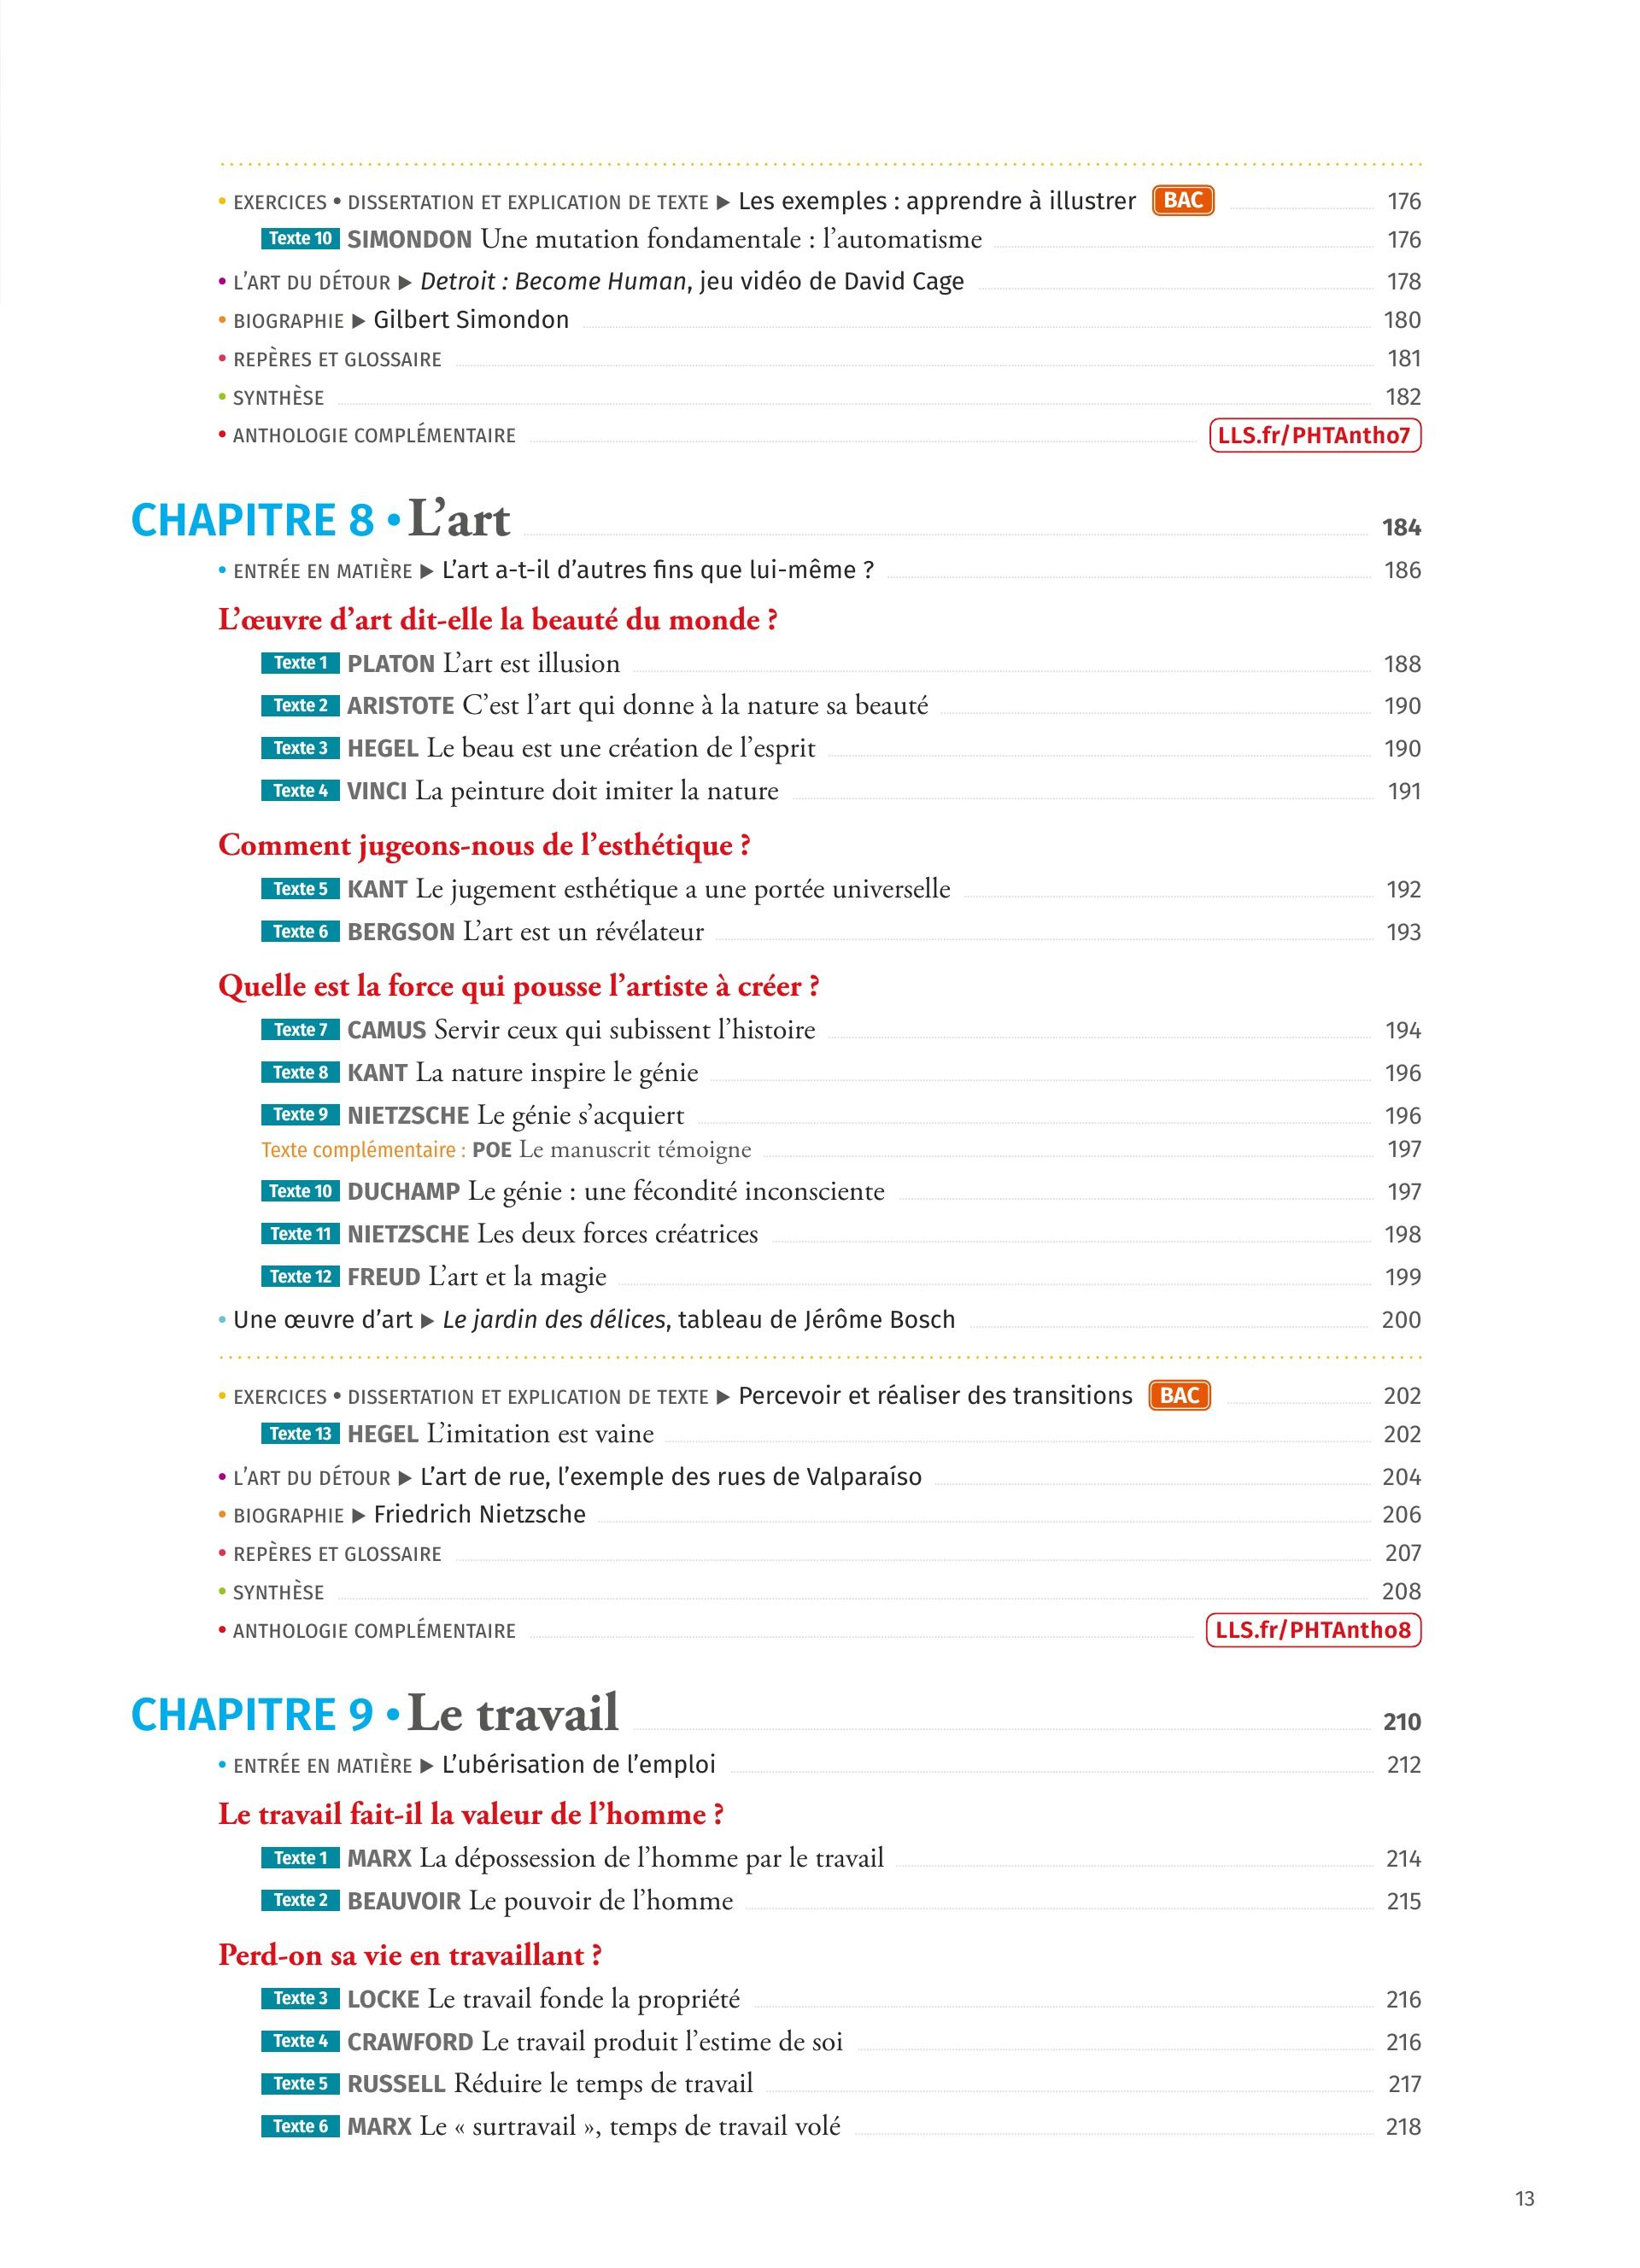 • EXERCICES • DISSERTATION ET EXPLICATION DE TEXTE ▶ Les exemples : apprendre à illustrer BAC 176
Texte 10 SIMONDON Une mutation fondamentale : l’automatisme 176
• L’ART DU DÉTOUR ▶ Detroit : Become Human, jeu vidéo de David Cage 178
• BIOGRAPHIE ▶ Gilbert Simondon 180
• REPÈRES ET GLOSSAIRE 181
• SYNTHÈSE 182
• ANTHOLOGIE COMPLÉMENTAIRE LLS.fr/PHTAntho7
CHAPITRE 8 • L’art 184
• ENTRÉE EN MATIÈRE ▶ L’art a-t-il d’autres fins que lui-même ? 186
L’œuvre d’art dit-elle la beauté du monde ?
Texte 1 PLATON L’art est illusion 188
Texte 2 ARISTOTE C’est l’art qui donne à la nature sa beauté 190
Texte 3 HEGEL Le beau est une création de l’esprit 190
Texte 4 VINCI La peinture doit imiter la nature 191
Comment jugeons-nous de l’esthétique ?
Texte 5 KANT Le jugement esthétique a une portée universelle 192
Texte 6 BERGSON L’art est un révélateur 193
Quelle est la force qui pousse l’artiste à créer ?
Texte 7 CAMUS Servir ceux qui subissent l’histoire 194
Texte 8 KANT La nature inspire le génie 196
Texte 9 NIETZSCHE Le génie s’acquiert 196
Texte complémentaire : POE Le manuscrit témoigne 197
Texte 10 DUCHAMP Le génie : une fécondité inconsciente 197
Texte 11 NIETZSCHE Les deux forces créatrices 198
Texte 12 FREUD L’art et la magie 199
• Une œuvre d’art ▶ Le jardin des délices, tableau de Jérôme Bosch 200
• EXERCICES • DISSERTATION ET EXPLICATION DE TEXTE ▶ Percevoir et réaliser des transitions BAC 202
Texte 13 HEGEL L’imitation est vaine 202
• L’ART DU DÉTOUR ▶ L’art de rue, l’exemple des rues de Valparaíso 204
• BIOGRAPHIE ▶ Friedrich Nietzsche 206
• REPÈRES ET GLOSSAIRE 207
• SYNTHÈSE 208
• ANTHOLOGIE COMPLÉMENTAIRE LLS.fr/PHTAntho8
CHAPITRE 9 • Le travail 210
• ENTRÉE EN MATIÈRE ▶ L’ubérisation de l’emploi 212
Le travail fait-il la valeur de l’homme ?
Texte 1 MARX La dépossession de l’homme par le travail 214
Texte 2 BEAUVOIR Le pouvoir de l’homme 215
Perd-on sa vie en travaillant ?
Texte 3 LOCKE Le travail fonde la propriété 216
Texte 4 CRAWFORD Le travail produit l’estime de soi 216
Texte 5 RUSSELL Réduire le temps de travail 217
Texte 6 MARX Le « surtravail », temps de travail volé 218
13